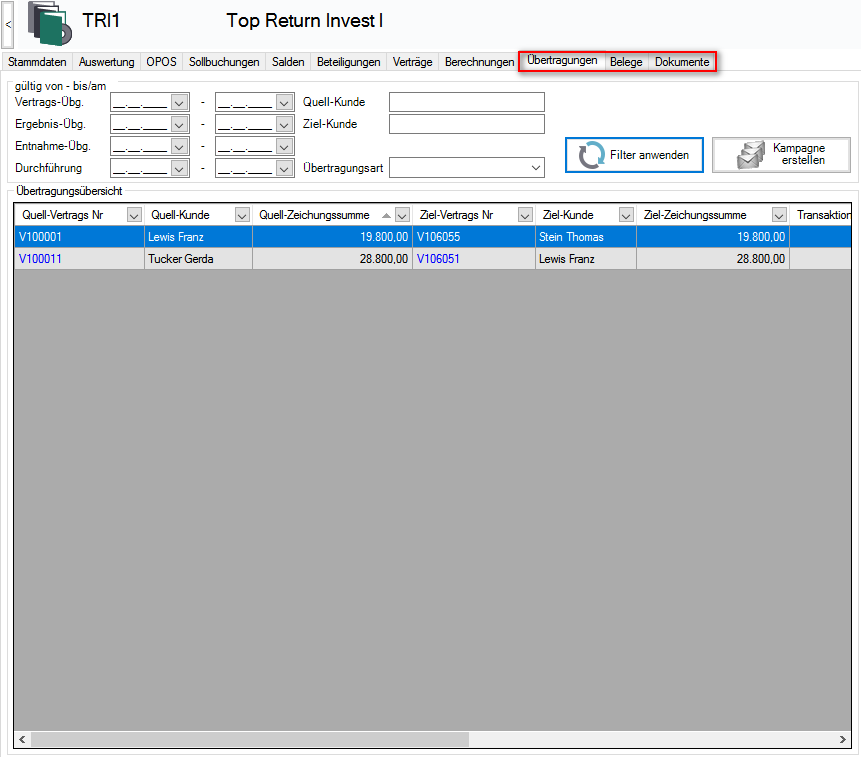 <
TRI1 Top Return Invest I
Stammdaten Auswertung OPOS Sollbuchungen Salden Beteiligungen Verträge Berechnungen Übertragungen Belege Dokumente
gültig von - bis/am
Vertrags-Übg. __.__.____ - __.__.____ Quell-Kunde
Ergebnis-Übg. __.__.____ - __.__.____ Ziel-Kunde
Entnahme-Übg. __.__.____ - __.__.____
Durchführung __.__.____ - __.__.____ Übertragungsart
Filter anwenden
Kampagne
erstellen
Übertragungsübersicht
Quell-Vertrags Nr Quell-Kunde Quell-Zeichungssumme Ziel-Vertrags Nr Ziel-Kunde Ziel-Zeichungssumme Transaktion
V100001 Lewis Franz 19.800,00 V106055 Stein Thomas 19.800,00
V100011 Tucker Gerda 28.800,00 V106051 Lewis Franz 28.800,00